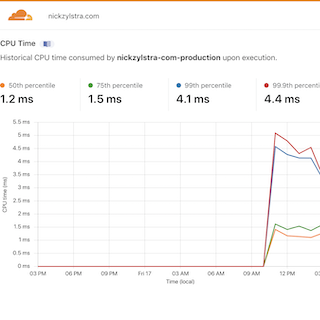 nickzylstra.com
CPU Time
Historical CPU time consumed by nickzylstra-com-production upon execution.
50th percentile 75th percentile 99th percentile 99.9th percentile
1.2 ms 1.5 ms 4.1 ms 4.4 ms
5.5 ms
5 ms
4.5 ms
4 ms
3.5 ms
3 ms
2.5 ms
2 ms
1.5 ms
1 ms
0.5 ms
0 ms
CPU time (ms)
03 PM 06 PM 09 PM Fri 17 03 AM 06 AM 09 AM 12 PM
Time (local)